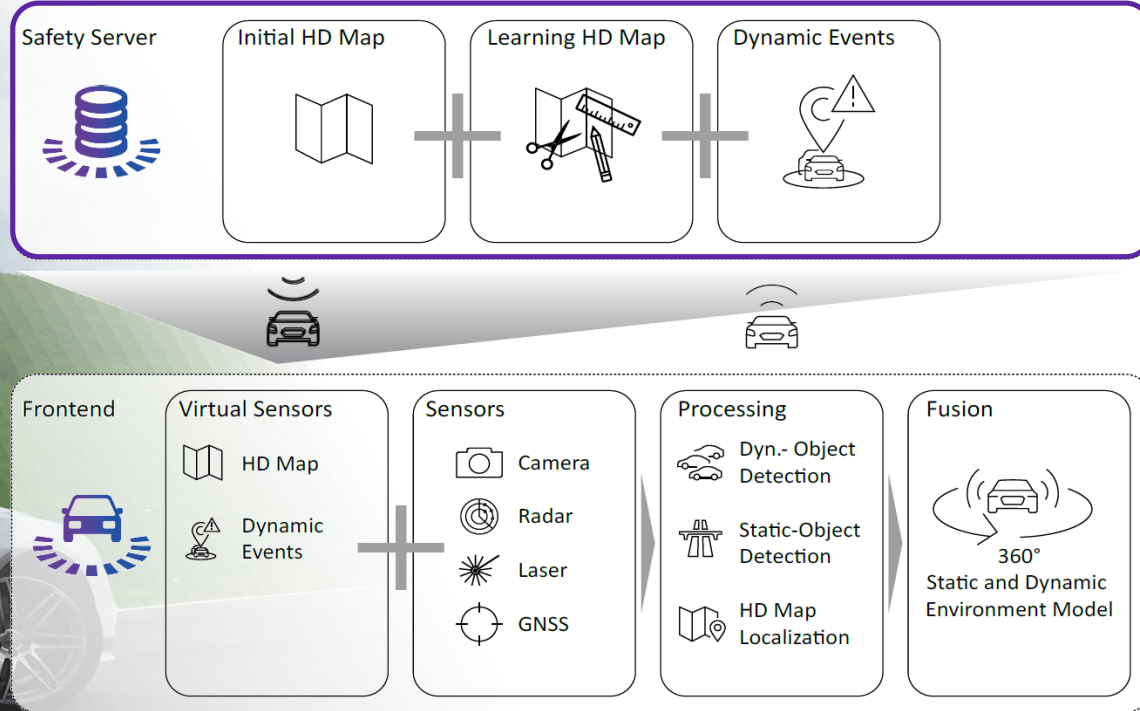 Safety Server
Initial HD Map
Learning HD Map
Dynamic Events
Frontend
Virtual Sensors
HD Map
Dynamic
Events
Sensors
Camera
Radar
Laser
GNSS
Processing
Dyn.- Object
Detection
Static-Object
Detection
HD Map
Localization
Fusion
360°
Static and Dynamic
Environment Model